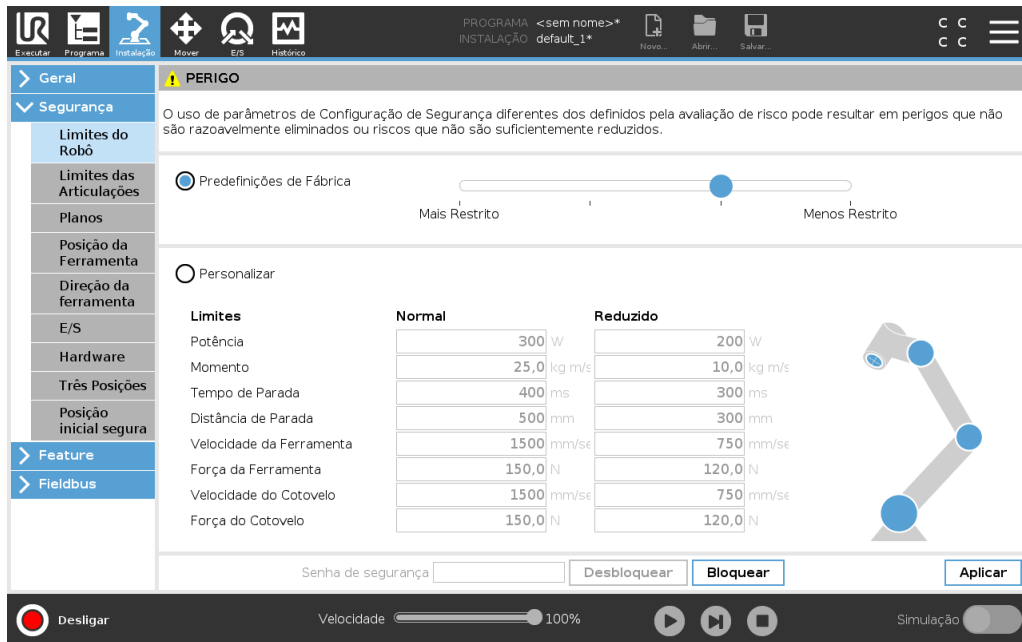 UR
Executar
Programa
Instalação
Mover
E/S
Histórico
PROGRAMA <sem nome>*
INSTALAÇÃO default_1*
Novo...
Abrir...
Salvar...
C C
C C
Geral
Segurança
Limites do
Robô
Limites das
Articulações
Planos
Posição da
Ferramenta
Direção da
ferramenta
E/S
Hardware
Três Posições
Posição
inicial segura
Feature
Fieldbus
PERIGO
O uso de parâmetros de Configuração de Segurança diferentes dos definidos pela avaliação de risco pode resultar em perigos que não
são razoavelmente eliminados ou riscos que não são suficientemente reduzidos.
Predefinições de Fábrica
Mais Restrito
Menos Restrito
Personalizar
Limites Normal Reduzido
Potência 300 W 200 W
Momento 25,0 kg m/s 10,0 kg m/s
Tempo de Parada 400 ms 300 ms
Distância de Parada 500 mm 300 mm
Velocidade da Ferramenta 1500 mm/se 750 mm/se
Força da Ferramenta 150,0 N 120,0 N
Velocidade do Cotovelo 1500 mm/se 750 mm/se
Força do Cotovelo 150,0 N 120,0 N
Senha de segurança Desbloquear Bloquear Aplicar
Desligar
Velocidade 100%
Simulação